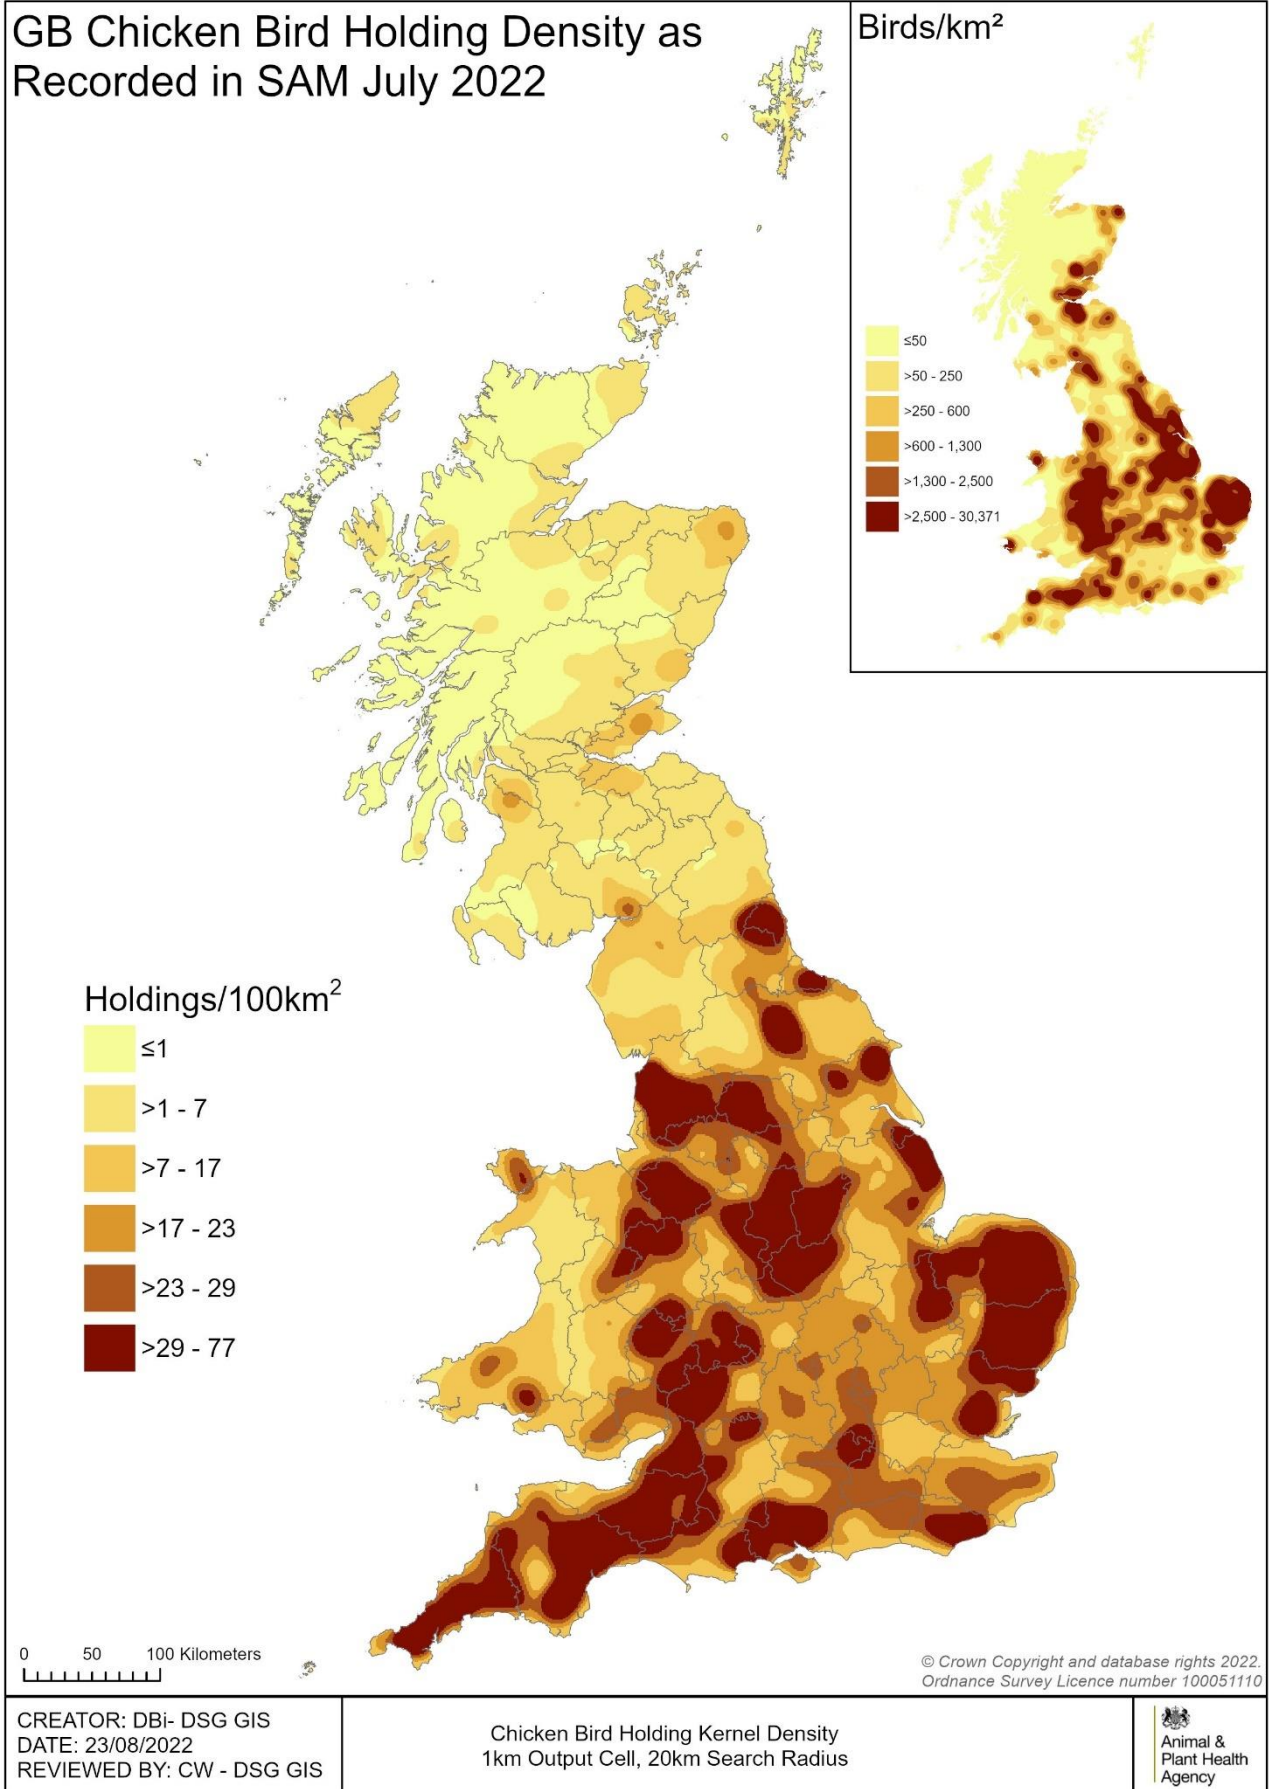 GB Chicken Bird Holding Density as
Recorded in SAM July 2022
Birds/km²
≤50
>50 - 250
>250 - 600
>600 - 1,300
>1,300 - 2,500
>2,500 - 30,371
Holdings/100km²
≤1
>1 - 7
>7 - 17
>17 - 23
>23 - 29
>29 - 77
0 50 100 Kilometers
© Crown Copyright and database rights 2022.
Ordnance Survey Licence number 100051110
CREATOR: DBi- DSG GIS
DATE: 23/08/2022
REVIEWED BY: CW - DSG GIS
Chicken Bird Holding Kernel Density
1km Output Cell, 20km Search Radius
Animal &
Plant Health
Agency